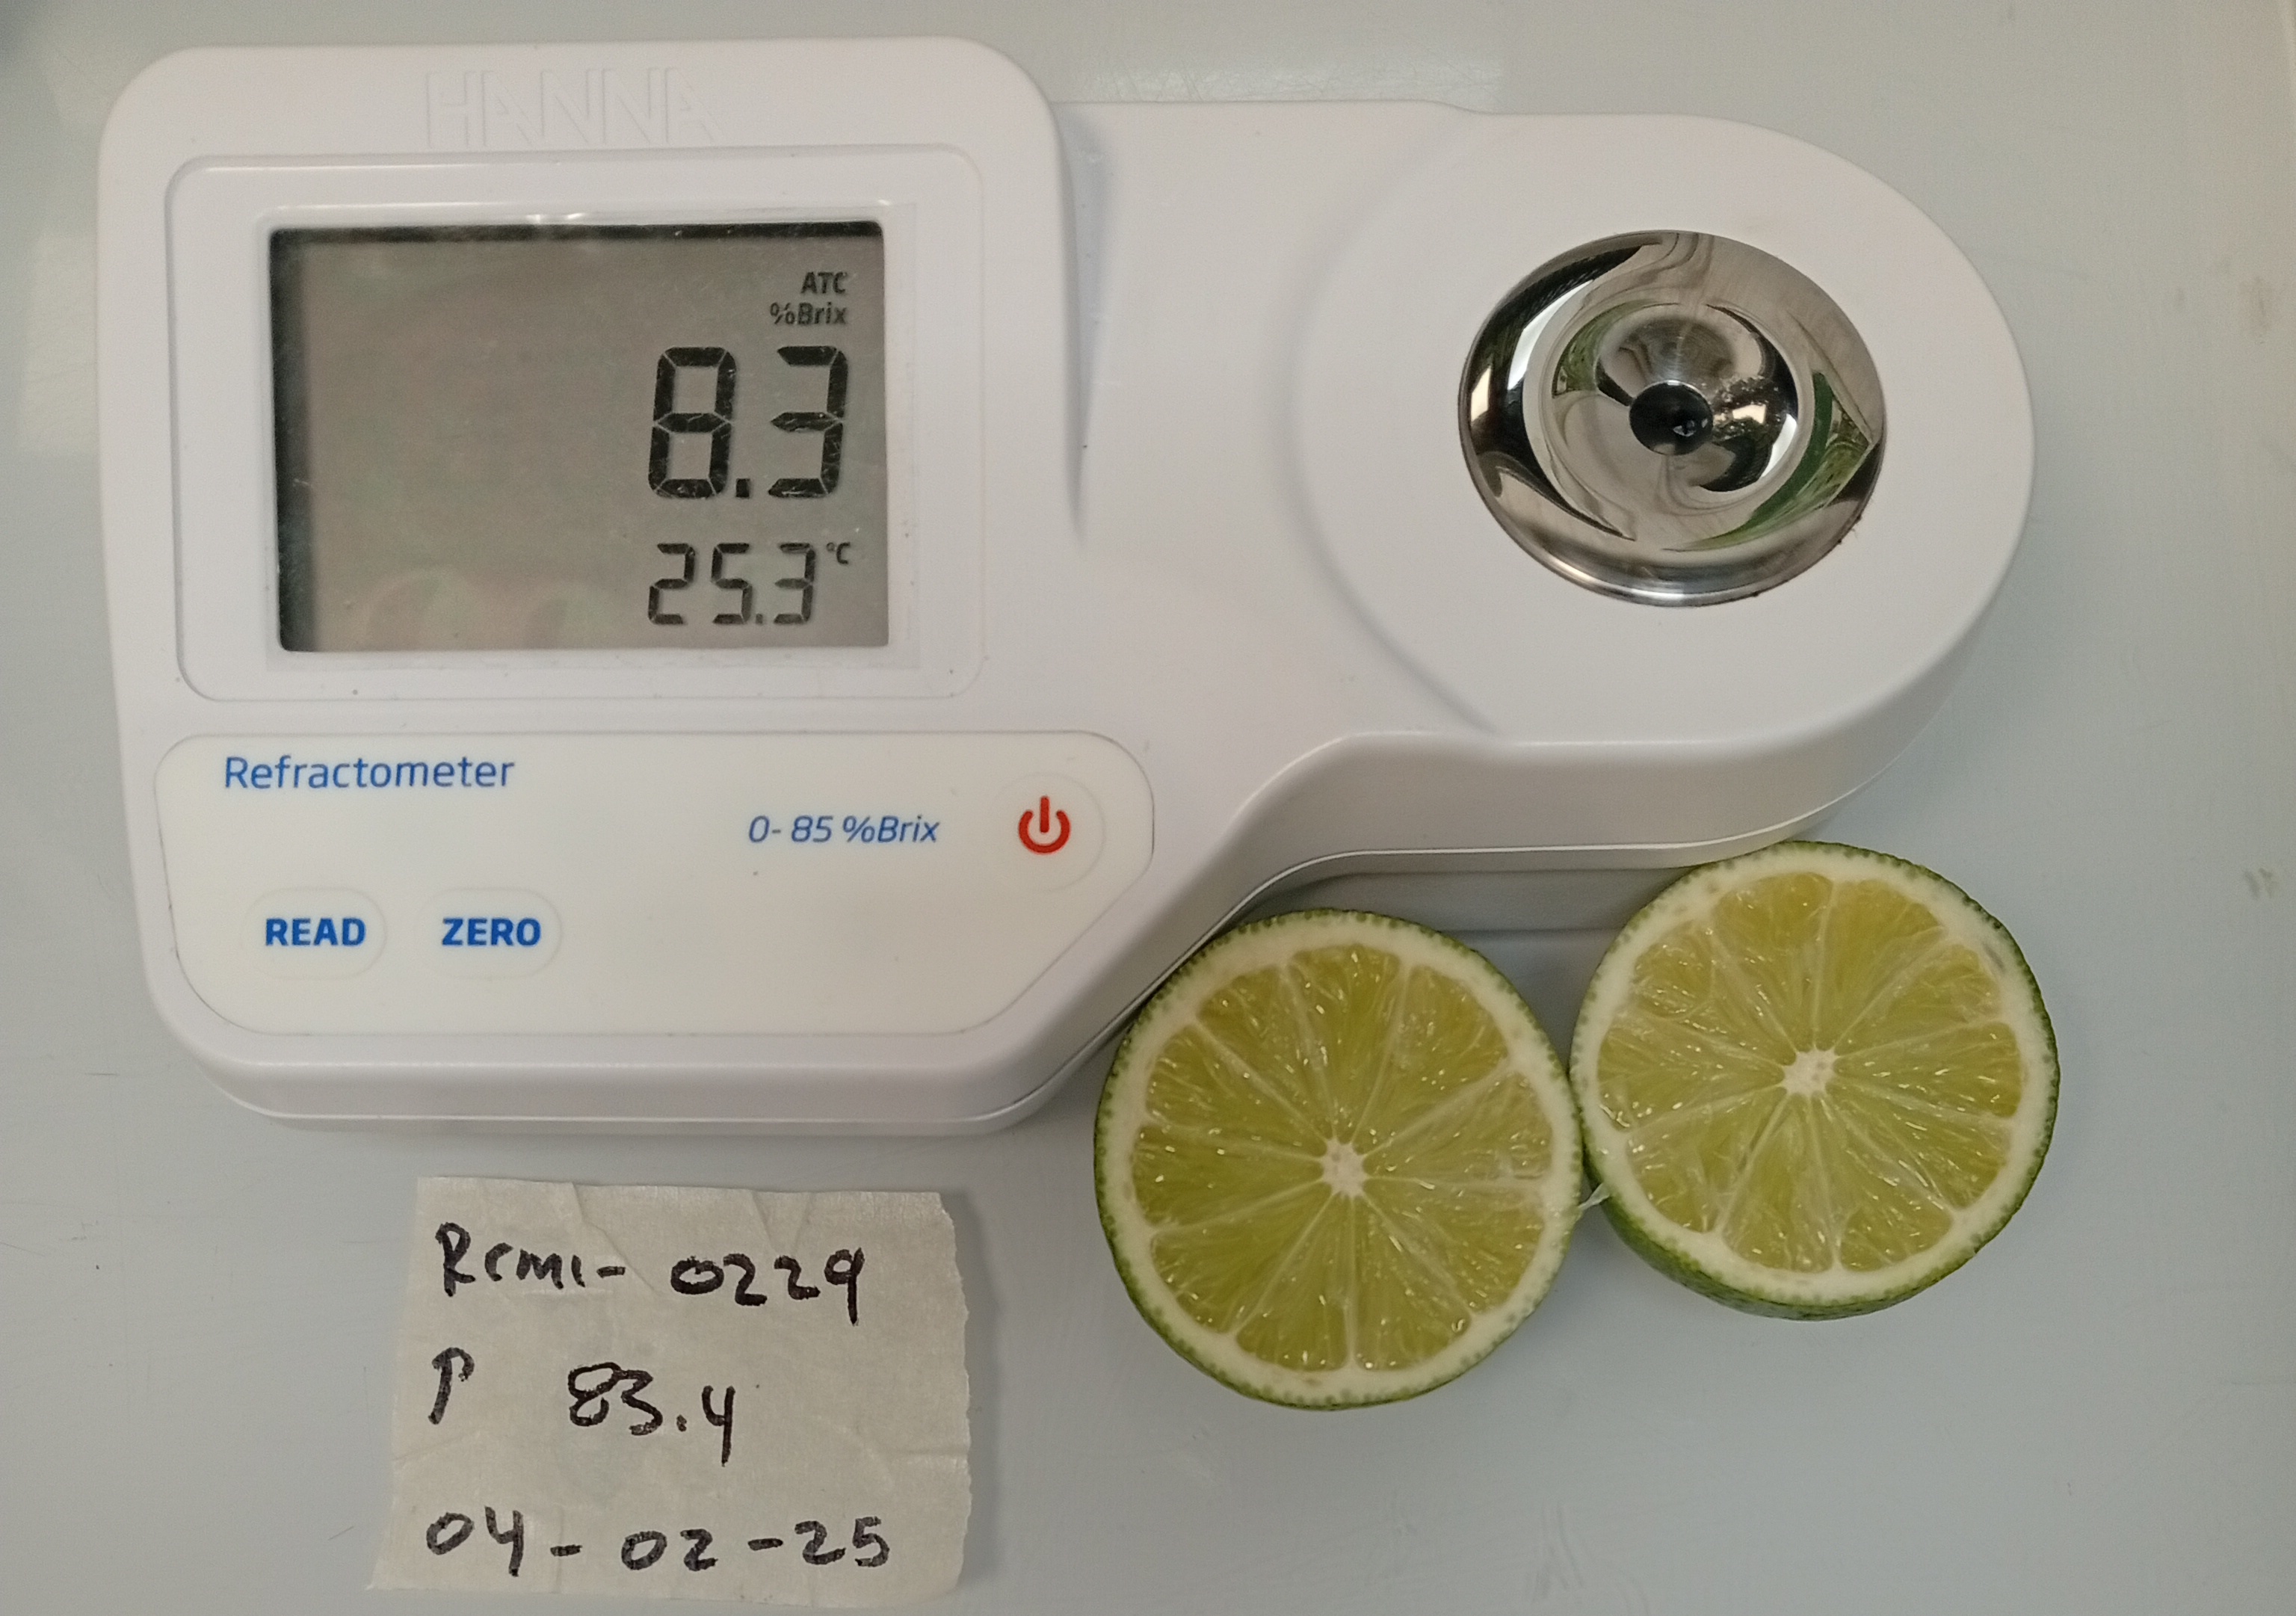 HANNA
ATC
%Brix
8.3
25.3 °C
Refractometer
0-85 %Brix
READ ZERO
Remi-0229
P 83.4
04-02-25